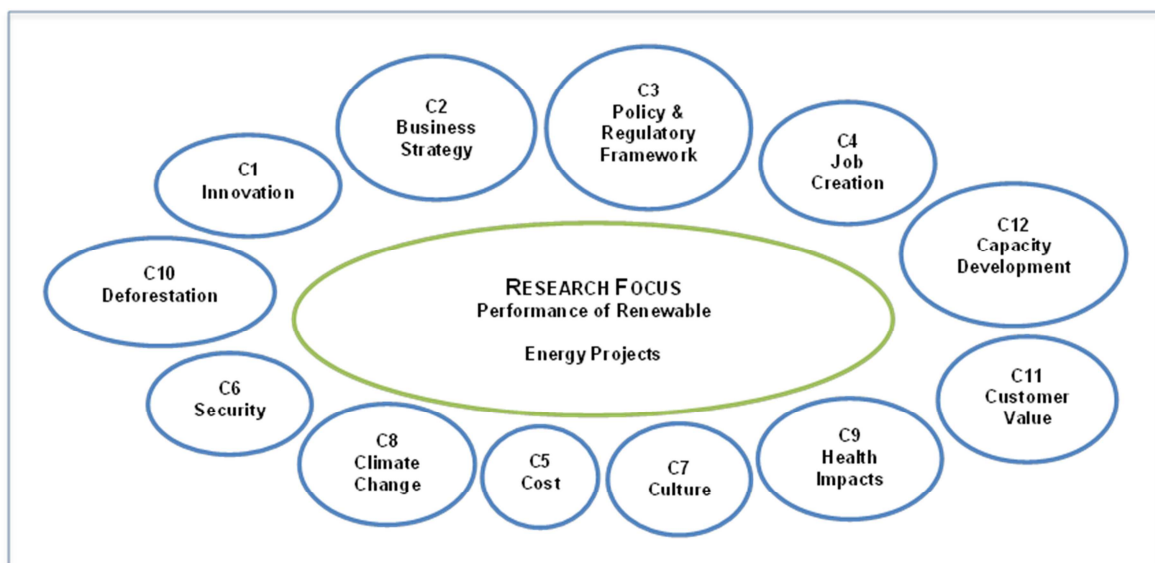 C3
Policy &
Regulatory
Framework
C2
Business
Strategy
C4
Job
Creation
C1
Innovation
C12
Capacity
Development
C10
Deforestation
RESEARCH FOCUS
Performance of Renewable
Energy Projects
C11
Customer
Value
C6
Security
C8
Climate
Change
C5
Cost
C7
Culture
C9
Health
Impacts